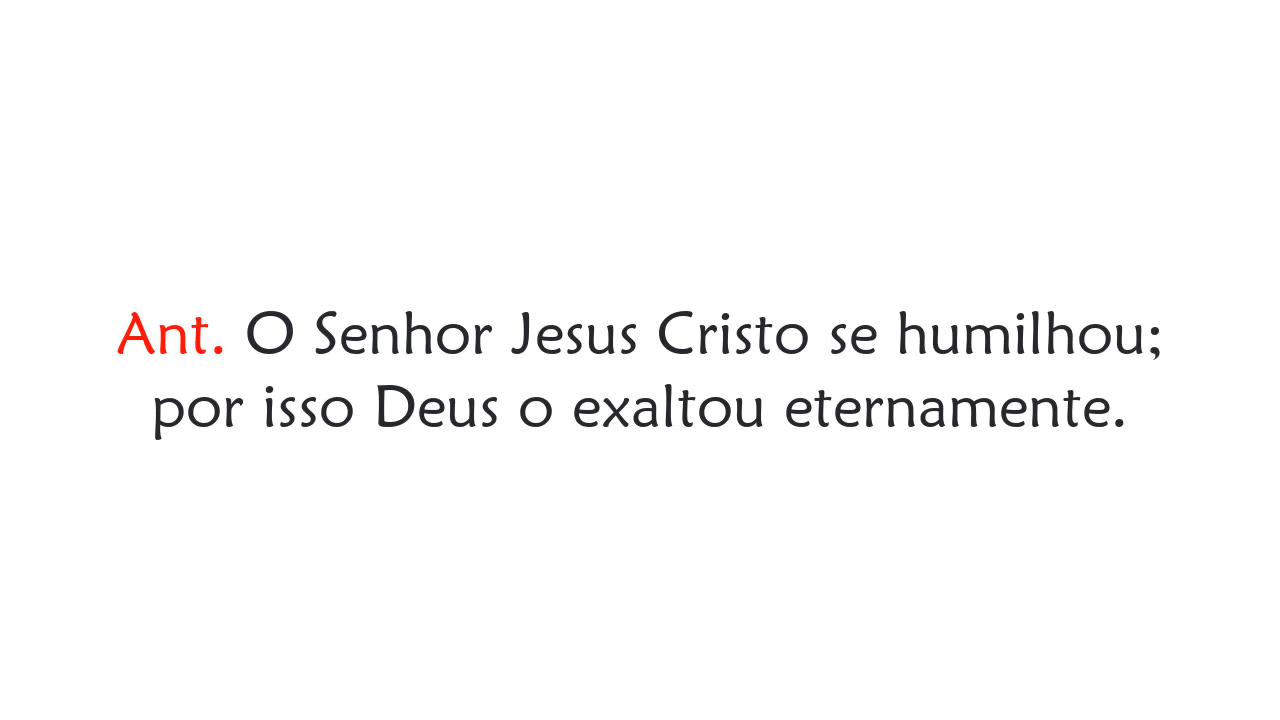 Ant. O Senhor Jesus Cristo se humilhou;
por isso Deus o exaltou eternamente.